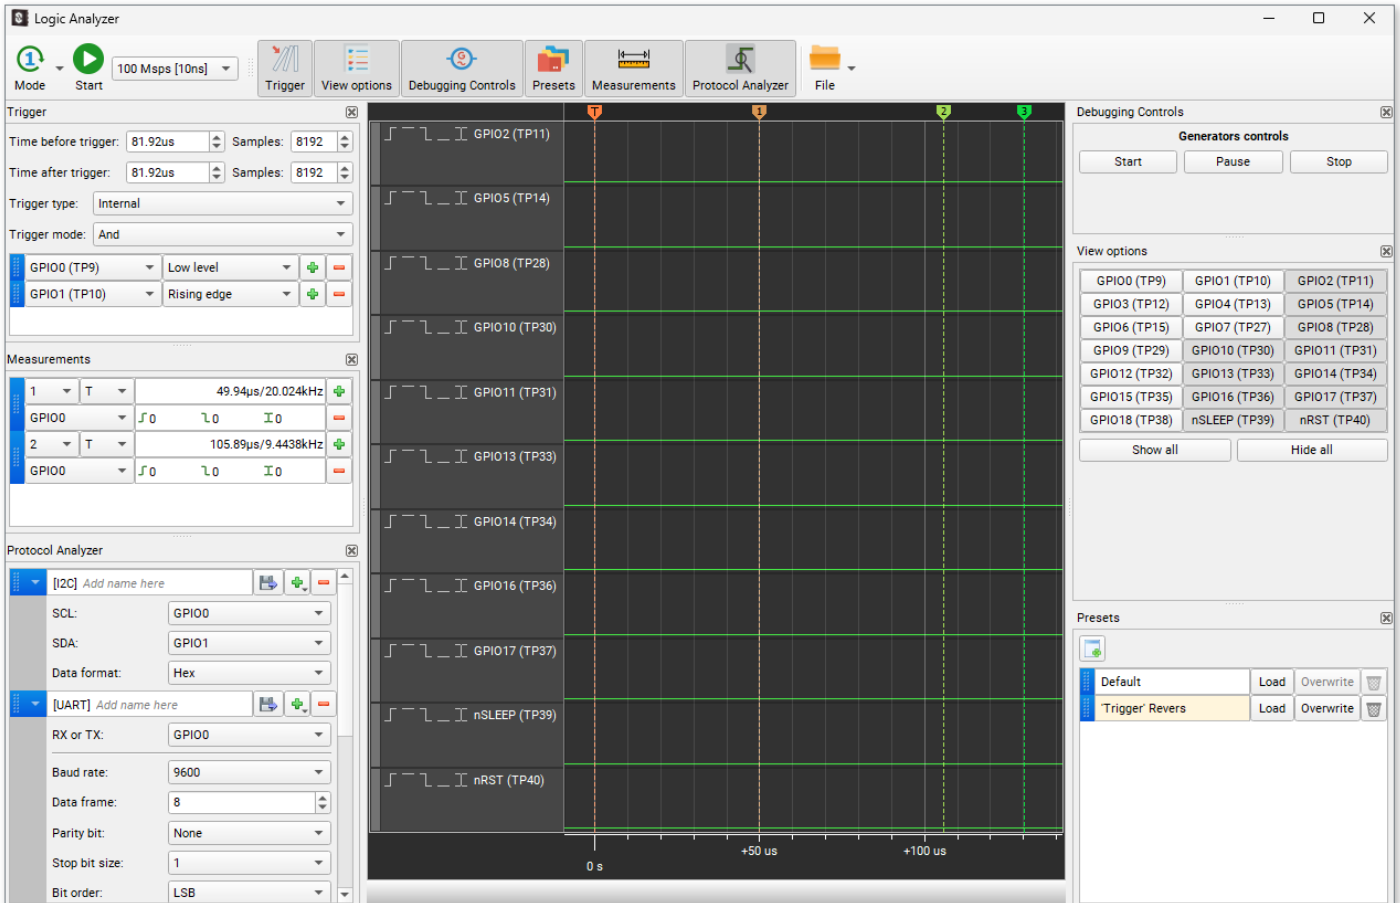 Logic Analyzer
Mode
Start
100 Msps [10ns]
Trigger
View options
Debugging Controls
Presets
Measurements
Protocol Analyzer
File
Trigger
Time before trigger: 81.92us Samples: 8192
Time after trigger: 81.92us Samples: 8192
Trigger type: Internal
Trigger mode: And
GPIO0 (TP9) Low level
GPIO1 (TP10) Rising edge
Measurements
1 T 49.94µs/20.024kHz
GPIO0 0 0 0
2 T 105.89µs/9.4438kHz
GPIO0 0 0 0
Protocol Analyzer
[I2C] Add name here
SCL: GPIO0
SDA: GPIO1
Data format: Hex
[UART] Add name here
RX or TX: GPIO0
Baud rate: 9600
Data frame: 8
Parity bit: None
Stop bit size: 1
Bit order: LSB
T 1 2 3
GPIO2 (TP11)
GPIO5 (TP14)
GPIO8 (TP28)
GPIO10 (TP30)
GPIO11 (TP31)
GPIO13 (TP33)
GPIO14 (TP34)
GPIO16 (TP36)
GPIO17 (TP37)
nSLEEP (TP39)
nRST (TP40)
+50 us +100 us
0 s
Debugging Controls
Generators controls
Start Pause Stop
View options
GPIO0 (TP9) GPIO1 (TP10) GPIO2 (TP11)
GPIO3 (TP12) GPIO4 (TP13) GPIO5 (TP14)
GPIO6 (TP15) GPIO7 (TP27) GPIO8 (TP28)
GPIO9 (TP29) GPIO10 (TP30) GPIO11 (TP31)
GPIO12 (TP32) GPIO13 (TP33) GPIO14 (TP34)
GPIO15 (TP35) GPIO16 (TP36) GPIO17 (TP37)
GPIO18 (TP38) nSLEEP (TP39) nRST (TP40)
Show all Hide all
Presets
Default Load Overwrite
'Trigger' Revers Load Overwrite